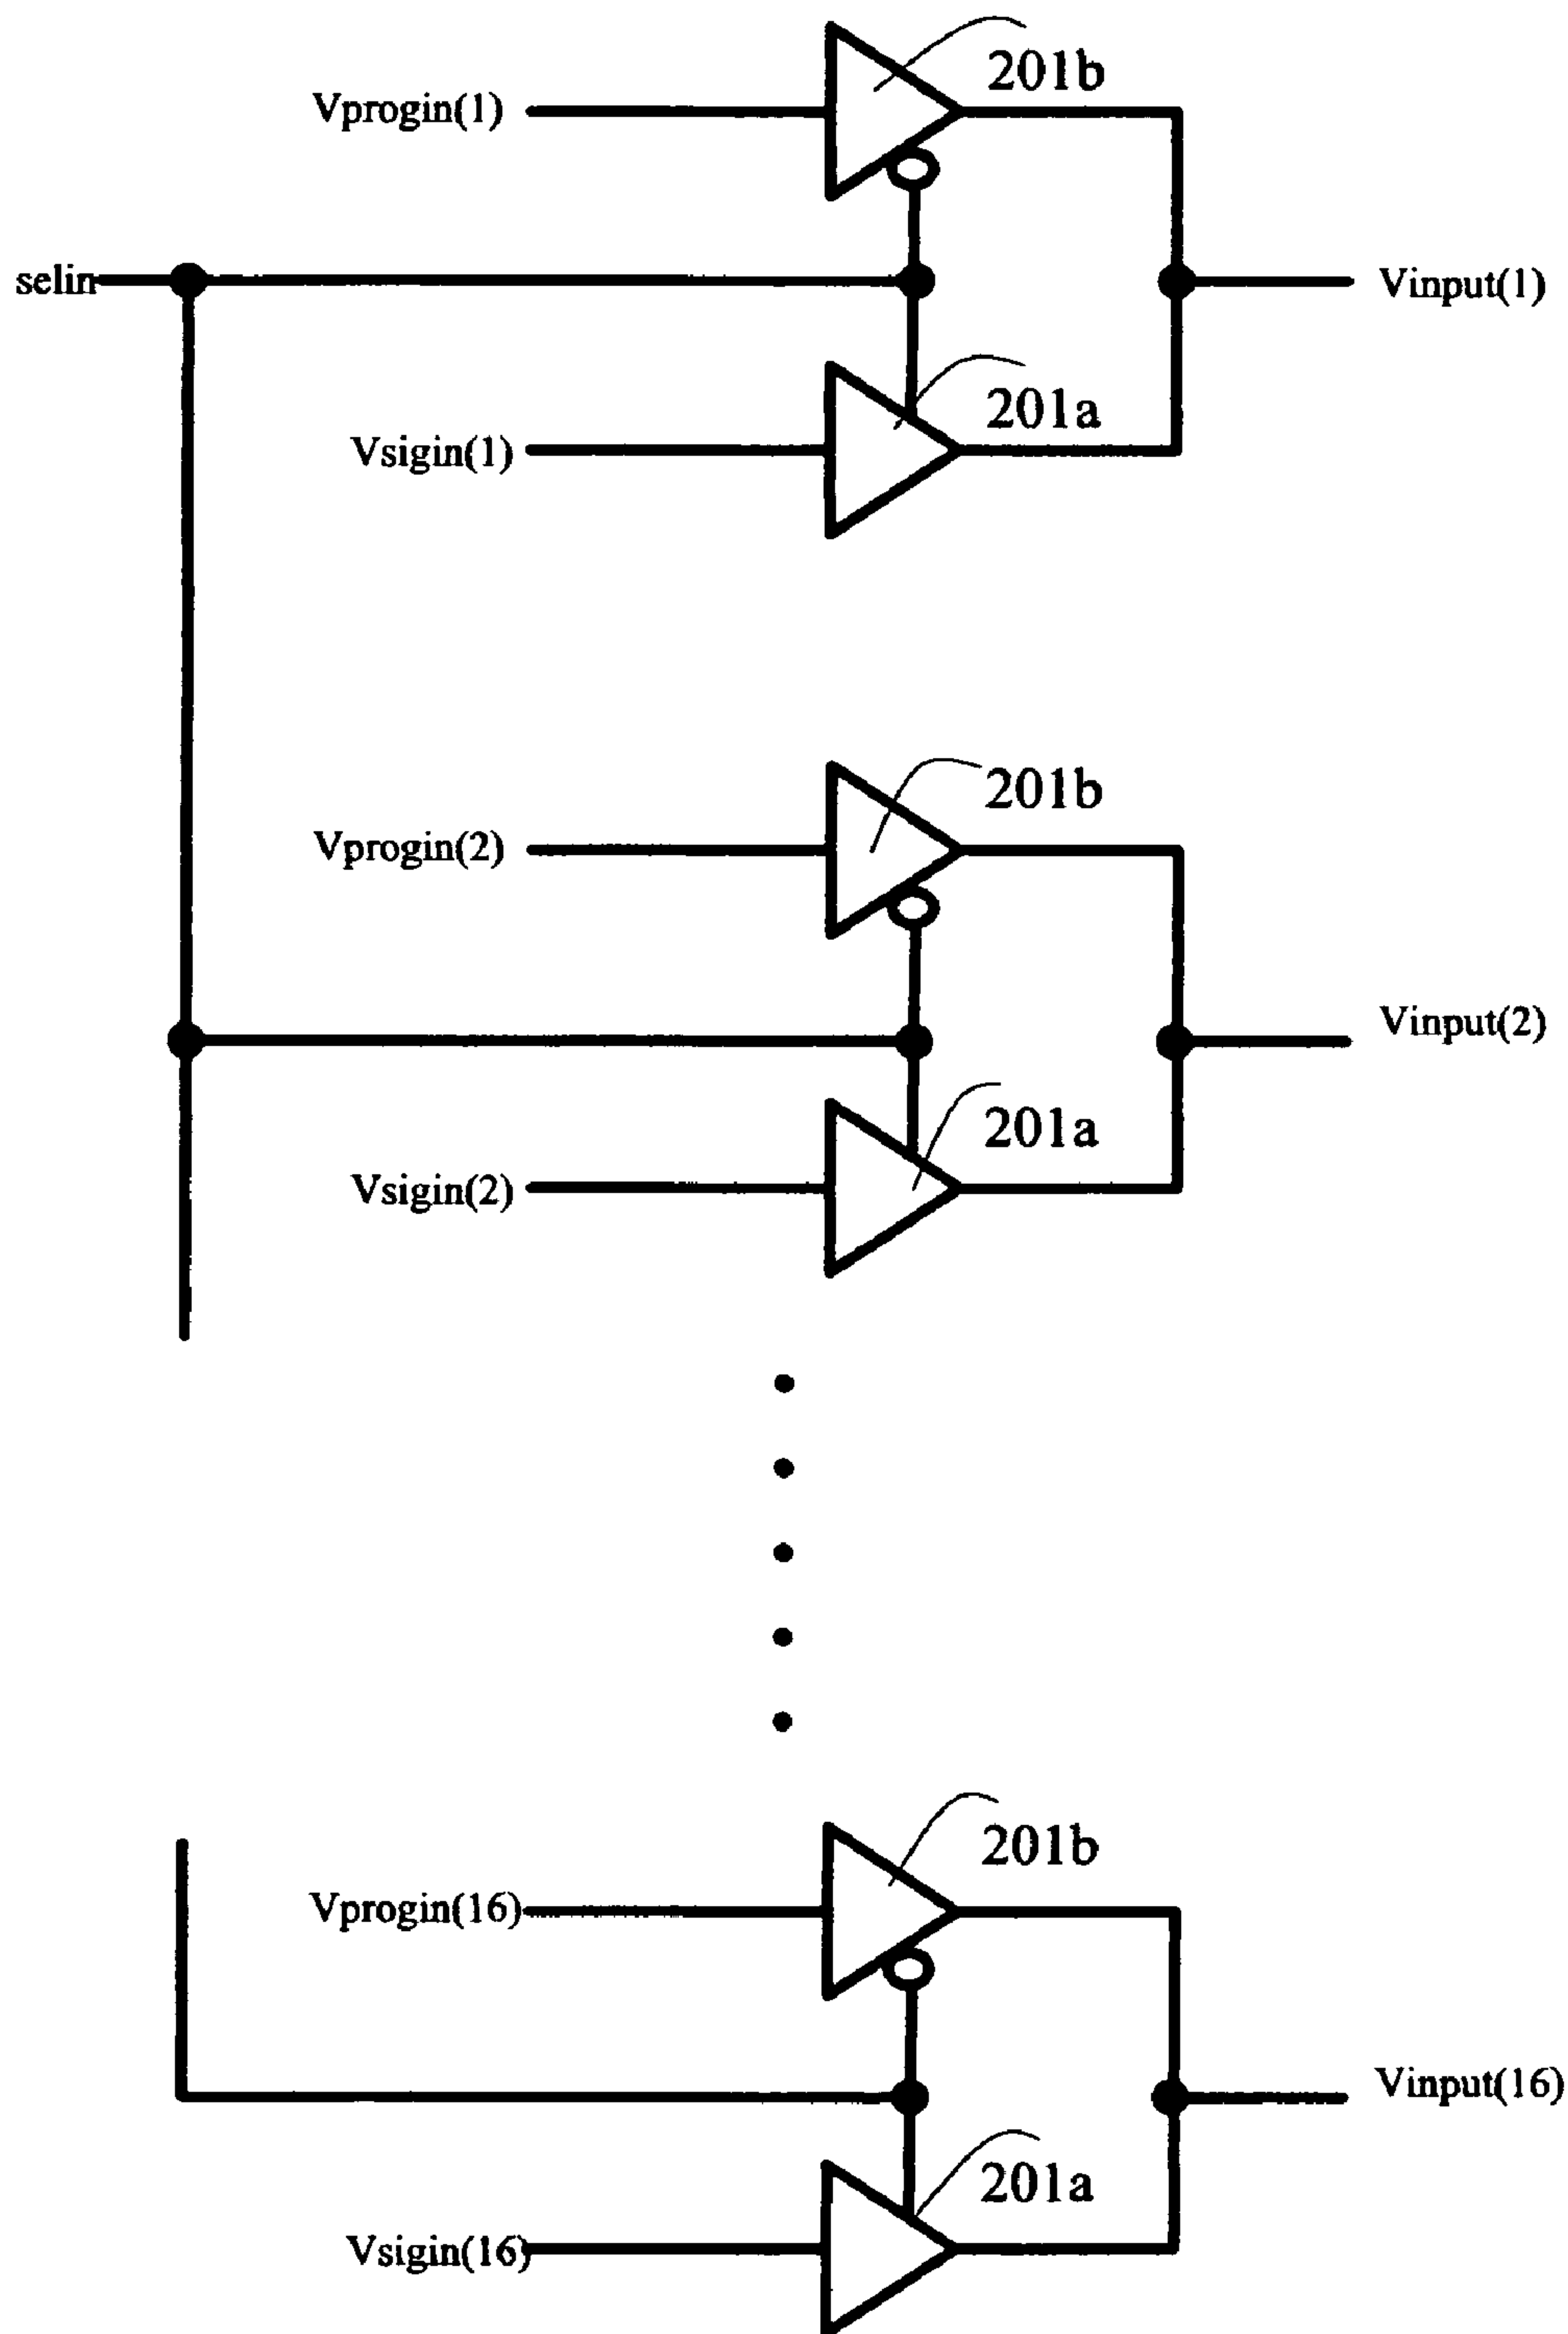 201b
Vprogin(1)
selin
Vinput(1)
201a
Vsigin(1)
201b
Vprogin(2)
Vinput(2)
201a
Vsigin(2)
201b
Vprogin(16)
Vinput(16)
201a
Vsigin(16)